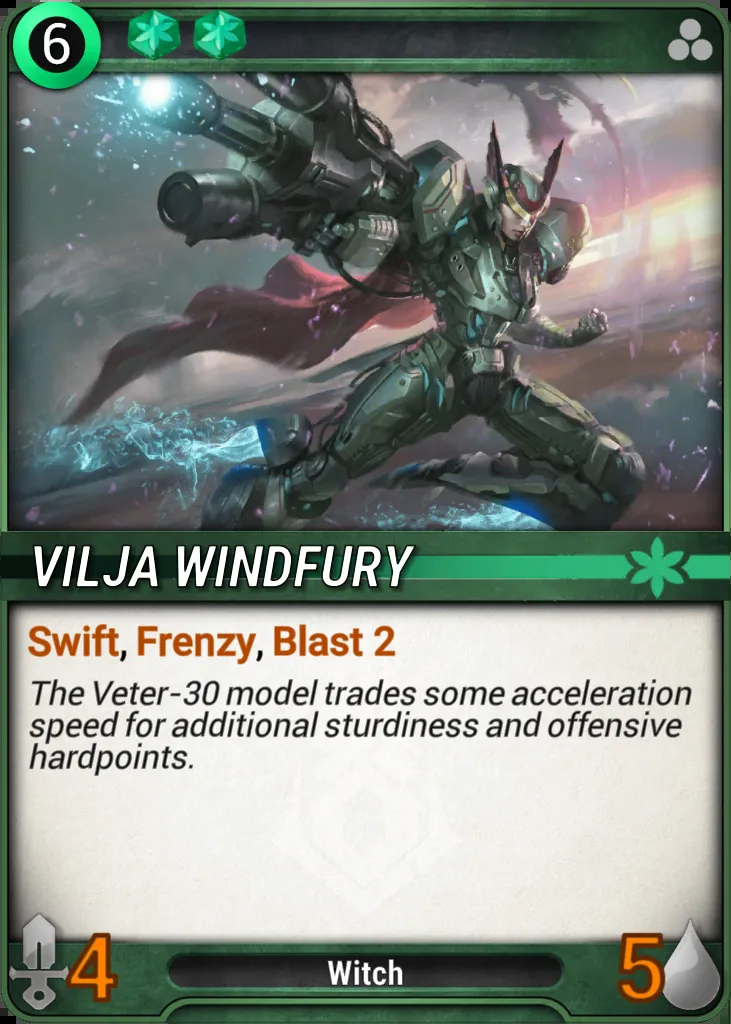 6
VILJA WINDFURY
Swift, Frenzy, Blast 2
The Veter-30 model trades some acceleration
speed for additional sturdiness and offensive
hardpoints.
4
Witch
5